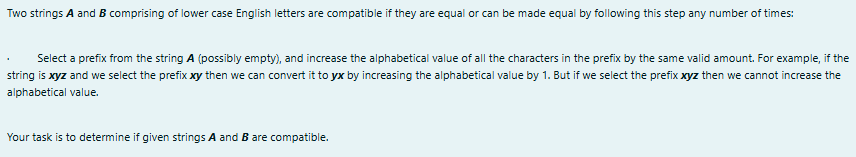 Two strings A and B comprising of lower case English letters are compatible if they are equal or can be made equal by following this step any number of times:
· Select a prefix from the string A (possibly empty), and increase the alphabetical value of all the characters in the prefix by the same valid amount. For example, if the
string is xyz and we select the prefix xy then we can convert it to yx by increasing the alphabetical value by 1. But if we select the prefix xyz then we cannot increase the
alphabetical value.
Your task is to determine if given strings A and B are compatible.